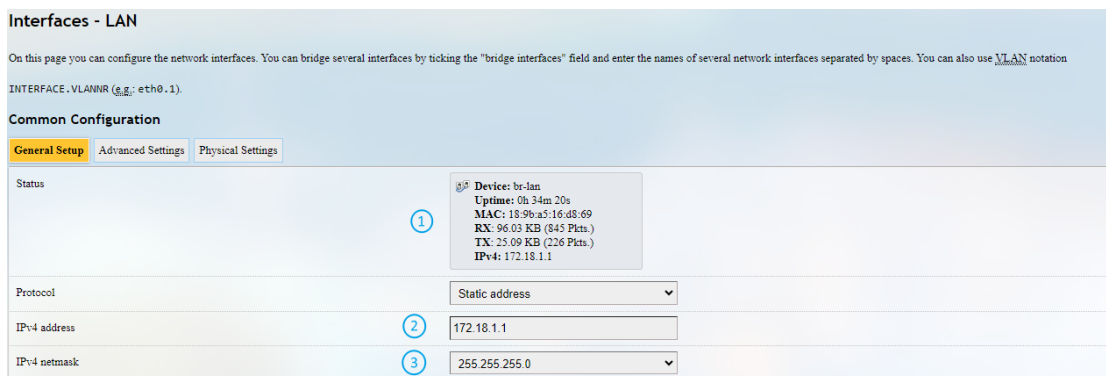 Interfaces - LAN
On this page you can configure the network interfaces. You can bridge several interfaces by ticking the "bridge interfaces" field and enter the names of several network interfaces separated by spaces. You can also use VLAN notation
INTERFACE.VLANNR (e.g.: eth0.1).
Common Configuration
General Setup Advanced Settings Physical Settings
Status
1
Device: br-lan
Uptime: 0h 34m 20s
MAC: 18:9b:a5:16:d8:69
RX: 96.03 KB (845 Pkts.)
TX: 25.09 KB (226 Pkts.)
IPv4: 172.18.1.1
Protocol Static address
IPv4 address 2 172.18.1.1
IPv4 netmask 3 255.255.255.0